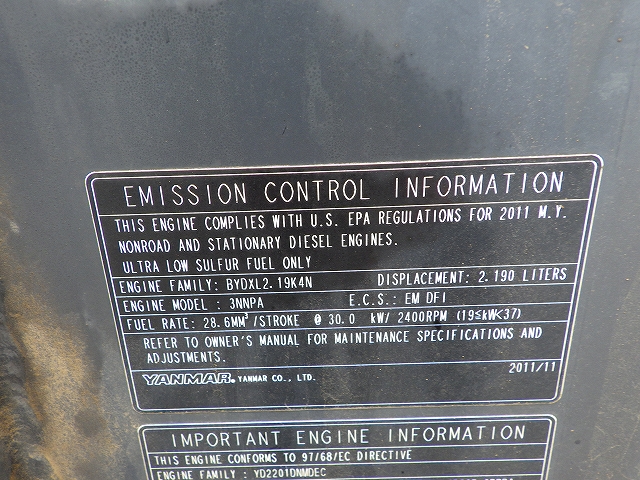 EMISSION CONTROL INFORMATION
THIS ENGINE COMPLIES WITH U.S. EPA REGULATIONS FOR 2011 M.Y.
NONROAD AND STATIONARY DIESEL ENGINES.
ULTRA LOW SULFUR FUEL ONLY
ENGINE FAMILY: BYDXL2.19K4N DISPLACEMENT: 2.190 LITERS
ENGINE MODEL : 3NNPA E.C.S.: EM DFI
FUEL RATE: 28.6MM³/STROKE @ 30.0 kW/ 2400RPM (19≦kW<37)
REFER TO OWNER'S MANUAL FOR MAINTENANCE SPECIFICATIONS AND
ADJUSTMENTS.
2011/11
YANMAR. YANMAR CO., LTD.
IMPORTANT ENGINE INFORMATION
THIS ENGINE CONFORMS TO 97/68/EC DIRECTIVE
ENGINE FAMILY : YD2201DNMDEC